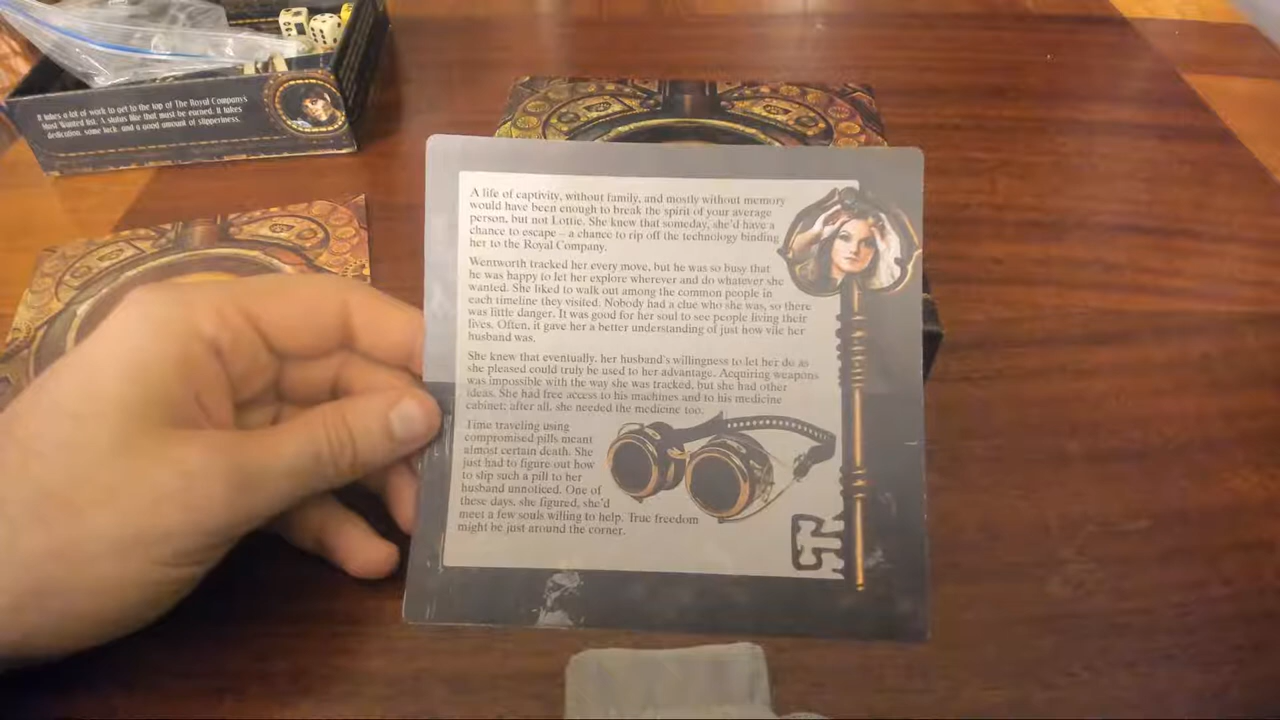 It takes a lot of work to get to the top of The Royal Company's
Most Wanted list. A status like that must be earned. It takes
dedication, some luck, and a good amount of slipperiness.
A life of captivity, without family, and mostly without memory
would have been enough to break the spirit of your average
person, but not Lottie. She knew that someday, she'd have a
chance to escape – a chance to rip off the technology binding
her to the Royal Company.
Wentworth tracked her every move, but he was so busy that
he was happy to let her explore wherever and do whatever she
wanted. She liked to walk out among the common people in
each timeline they visited. Nobody had a clue who she was, so there
was little danger. It was good for her soul to see people living their
lives. Often, it gave her a better understanding of just how vile her
husband was.
She knew that eventually, her husband's willingness to let her do as
she pleased could truly be used to her advantage. Acquiring weapons
was impossible with the way she was tracked, but she had other
ideas. She had free access to his machines and to his medicine
cabinet; after all, she needed the medicine too.
Time traveling using
compromised pills meant
almost certain death. She
just had to figure out how
to slip such a pill to her
husband unnoticed. One of
these days, she figured, she'd
meet a few souls willing to help. True freedom
might be just around the corner.